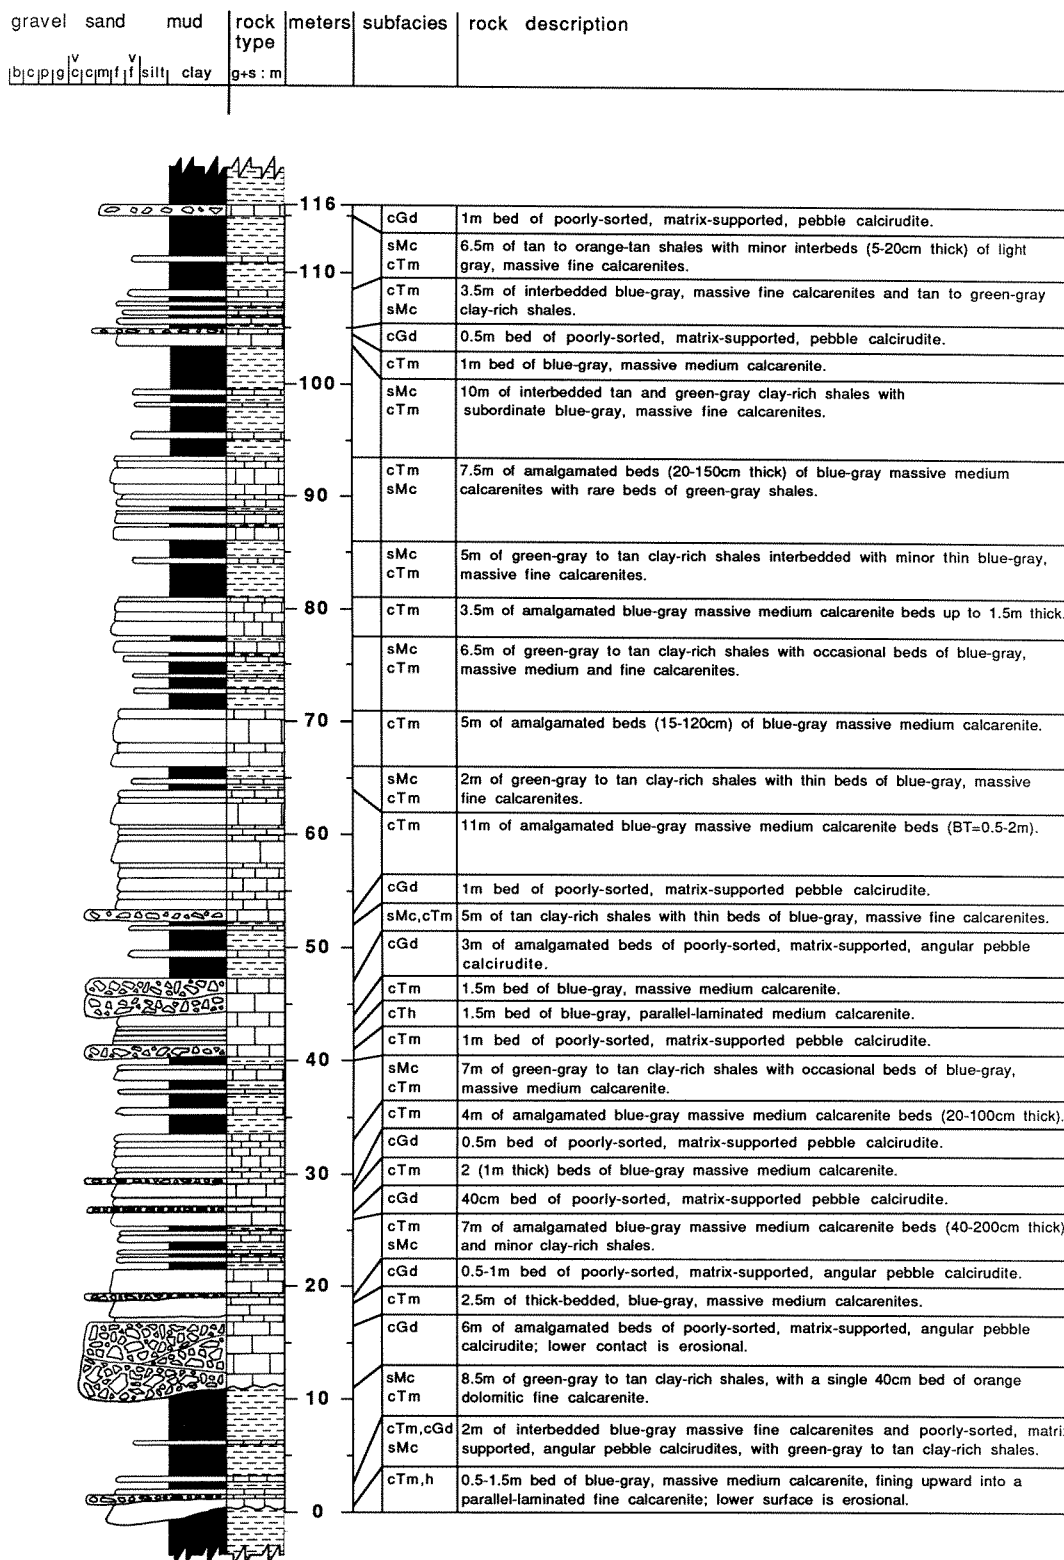 gravel sand mud rock meters subfacies rock description
type
v v
b c p g c c m f f silt clay g+s : m
116
cGd 1m bed of poorly-sorted, matrix-supported, pebble calcirudite.
sMc 6.5m of tan to orange-tan shales with minor interbeds (5-20cm thick) of light
cTm gray, massive fine calcarenites.
110
cTm 3.5m of interbedded blue-gray, massive fine calcarenites and tan to green-gray
sMc clay-rich shales.
cGd 0.5m bed of poorly-sorted, matrix-supported, pebble calcirudite.
cTm 1m bed of blue-gray, massive medium calcarenite.
100
sMc 10m of interbedded tan and green-gray clay-rich shales with
cTm subordinate blue-gray, massive fine calcarenites.
cTm 7.5m of amalgamated beds (20-150cm thick) of blue-gray massive medium
sMc calcarenites with rare beds of green-gray shales.
90
sMc 5m of green-gray to tan clay-rich shales interbedded with minor thin blue-gray,
cTm massive fine calcarenites.
80 cTm 3.5m of amalgamated blue-gray massive medium calcarenite beds up to 1.5m thick.
sMc 6.5m of green-gray to tan clay-rich shales with occasional beds of blue-gray,
cTm massive medium and fine calcarenites.
70 cTm 5m of amalgamated beds (15-120cm) of blue-gray massive medium calcarenite.
sMc 2m of green-gray to tan clay-rich shales with thin beds of blue-gray, massive
cTm fine calcarenites.
60 cTm 11m of amalgamated blue-gray massive medium calcarenite beds (BT=0.5-2m).
cGd 1m bed of poorly-sorted, matrix-supported pebble calcirudite.
sMc,cTm 5m of tan clay-rich shales with thin beds of blue-gray, massive fine calcarenites.
50 cGd 3m of amalgamated beds of poorly-sorted, matrix-supported, angular pebble
calcirudite.
cTm 1.5m bed of blue-gray, massive medium calcarenite.
cTh 1.5m bed of blue-gray, parallel-laminated medium calcarenite.
cTm 1m bed of poorly-sorted, matrix-supported pebble calcirudite.
40
sMc 7m of green-gray to tan clay-rich shales with occasional beds of blue-gray,
cTm massive medium calcarenite.
cTm 4m of amalgamated blue-gray massive medium calcarenite beds (20-100cm thick).
cGd 0.5m bed of poorly-sorted, matrix-supported pebble calcirudite.
30 cTm 2 (1m thick) beds of blue-gray massive medium calcarenite.
cGd 40cm bed of poorly-sorted, matrix-supported pebble calcirudite.
cTm 7m of amalgamated blue-gray massive medium calcarenite beds (40-200cm thick)
sMc and minor clay-rich shales.
cGd 0.5-1m bed of poorly-sorted, matrix-supported, angular pebble calcirudite.
20
cTm 2.5m of thick-bedded, blue-gray, massive medium calcarenites.
cGd 6m of amalgamated beds of poorly-sorted, matrix-supported, angular pebble
calcirudite; lower contact is erosional.
sMc 8.5m of green-gray to tan clay-rich shales, with a single 40cm bed of orange
10 cTm dolomitic fine calcarenite.
cTm,cGd 2m of interbedded blue-gray massive fine calcarenites and poorly-sorted, matrix
sMc supported, angular pebble calcirudites, with green-gray to tan clay-rich shales.
cTm,h 0.5-1.5m bed of blue-gray, massive medium calcarenite, fining upward into a
parallel-laminated fine calcarenite; lower surface is erosional.
0